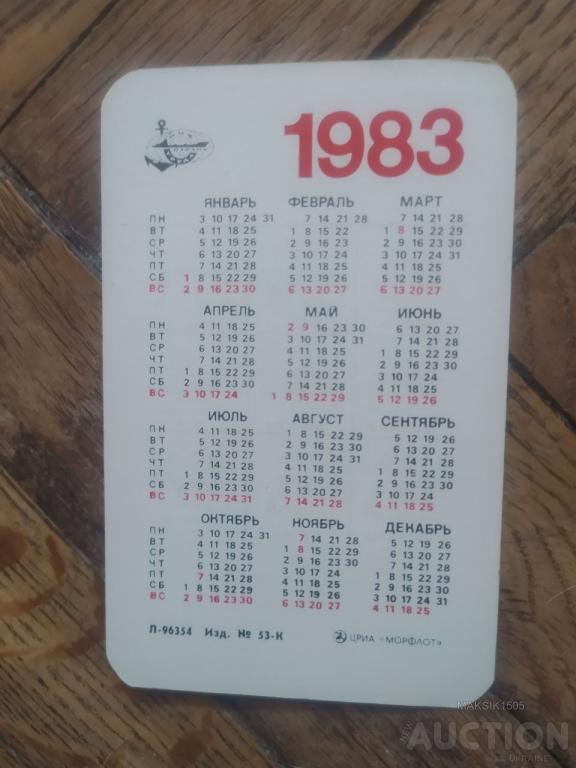 1983
ЯНВАРЬ ФЕВРАЛЬ МАРТ
ПН 3 10 17 24 31 7 14 21 28 7 14 21 28
ВТ 4 11 18 25 1 8 15 22 1 8 15 22 29
СР 5 12 19 26 2 9 16 23 2 9 16 23 30
ЧТ 6 13 20 27 3 10 17 24 3 10 17 24 31
ПТ 7 14 21 28 4 11 18 25 4 11 18 25
СБ 1 8 15 22 29 5 12 19 26 5 12 19 26
ВС 2 9 16 23 30 6 13 20 27 6 13 20 27
АПРЕЛЬ МАЙ ИЮНЬ
ПН 4 11 18 25 2 9 16 23 30 6 13 20 27
ВТ 5 12 19 26 3 10 17 24 31 7 14 21 28
СР 6 13 20 27 4 11 18 25 1 8 15 22 29
ЧТ 7 14 21 28 5 12 19 26 2 9 16 23 30
ПТ 1 8 15 22 29 6 13 20 27 3 10 17 24
СБ 2 9 16 23 30 7 14 21 28 4 11 18 25
ВС 3 10 17 24 1 8 15 22 29 5 12 19 26
ИЮЛЬ АВГУСТ СЕНТЯБРЬ
ПН 4 11 18 25 1 8 15 22 29 5 12 19 26
ВТ 5 12 19 26 2 9 16 23 30 6 13 20 27
СР 6 13 20 27 3 10 17 24 31 7 14 21 28
ЧТ 7 14 21 28 4 11 18 25 1 8 15 22 29
ПТ 1 8 15 22 29 5 12 19 26 2 9 16 23 30
СБ 2 9 16 23 30 6 13 20 27 3 10 17 24
ВС 3 10 17 24 31 7 14 21 28 4 11 18 25
ОКТЯБРЬ НОЯБРЬ ДЕКАБРЬ
ПН 3 10 17 24 31 7 14 21 28 5 12 19 26
ВТ 4 11 18 25 1 8 15 22 29 6 13 20 27
СР 5 12 19 26 2 9 16 23 30 7 14 21 28
ЧТ 6 13 20 27 3 10 17 24 1 8 15 22 29
ПТ 7 14 21 28 4 11 18 25 2 9 16 23 30
СБ 1 8 15 22 29 5 12 19 26 3 10 17 24 31
ВС 2 9 16 23 30 6 13 20 27 4 11 18 25
Л-96354 Изд. № 53-К ЦРИА «МОРФЛОТ»
MAKSIK1505
NEW AUCTION
UKRAINE